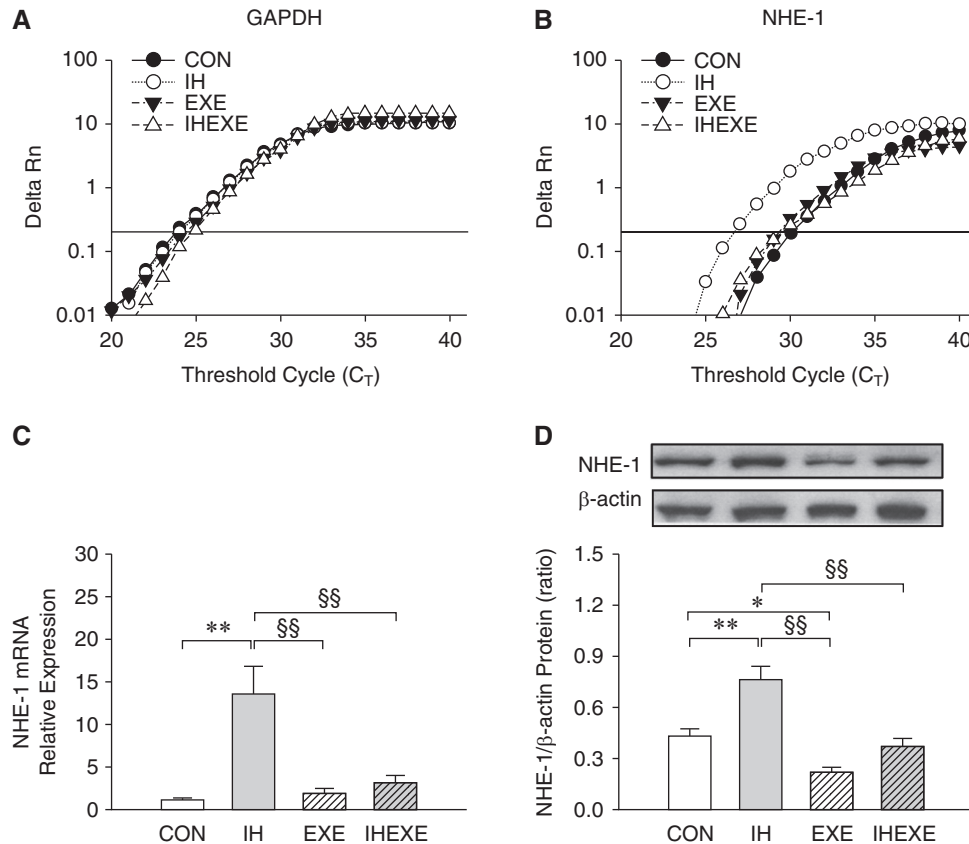 A
GAPDH
CON
IH
EXE
IHEXE
100
10
1
0.1
0.01
Delta Rn
20 25 30 35 40
Threshold Cycle (CT)
B
NHE-1
CON
IH
EXE
IHEXE
100
10
1
0.1
0.01
Delta Rn
20 25 30 35 40
Threshold Cycle (CT)
C
30
25
20
15
10
5
0
NHE-1 mRNA
Relative Expression
§§
** §§
CON IH EXE IHEXE
D
NHE-1
β-actin
1.5
1.2
0.9
0.6
0.3
0.0
NHE-1/β-actin Protein (ratio)
§§
*
** §§
CON IH EXE IHEXE